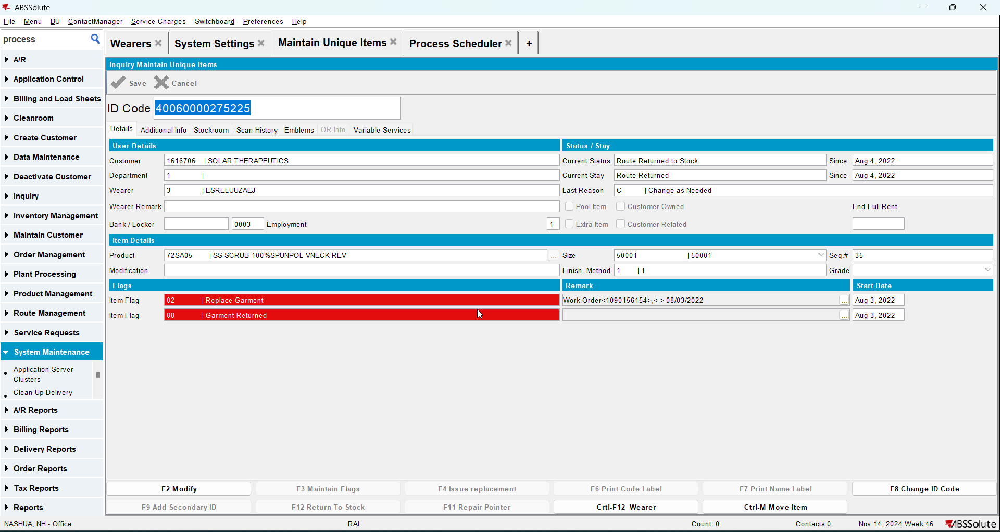 ABSSolute
File Menu BU ContactManager Service Charges Switchboard Preferences Help
process
Wearers System Settings Maintain Unique Items Process Scheduler +
Inquiry Maintain Unique Items
Save Cancel
ID Code 40060000275225
Details Additional Info Stockroom Scan History Emblems OR Info Variable Services
User Details
Customer 1616706 | SOLAR THERAPEUTICS
Department 1 | -
Wearer 3 | ESRELUUZAEJ
Wearer Remark
Bank / Locker 0003 Employment 1
Status / Stay
Current Status Route Returned to Stock Since Aug 4, 2022
Current Stay Route Returned Since Aug 4, 2022
Last Reason C | Change as Needed
Pool Item Customer Owned End Full Rent
Extra Item Customer Related
Item Details
Product 72SA05 | SS SCRUB-100%SPUNPOL VNECK REV ... Size 50001 | 50001 Seq.# 35
Modification Finish. Method 1 | 1 Grade
Flags Remark Start Date
Item Flag 02 | Replace Garment Work Order<1090156154>,< > 08/03/2022 ... Aug 3, 2022
Item Flag 08 | Garment Returned ... Aug 3, 2022
A/R
Application Control
Billing and Load Sheets
Cleanroom
Create Customer
Data Maintenance
Deactivate Customer
Inquiry
Inventory Management
Maintain Customer
Order Management
Plant Processing
Product Management
Route Management
Service Requests
System Maintenance
Application Server
Clusters
Clean Up Delivery
A/R Reports
Billing Reports
Delivery Reports
Order Reports
Tax Reports
Reports
F2 Modify F3 Maintain Flags F4 Issue replacement F6 Print Code Label F7 Print Name Label F8 Change ID Code
F9 Add Secondary ID F12 Return To Stock F11 Repair Pointer Crtl-F12 Wearer Ctrl-M Move Item
NASHUA, NH - Office RAL Count: 0 Contacts 0 Nov 14, 2024 Week 46 ABSSolute